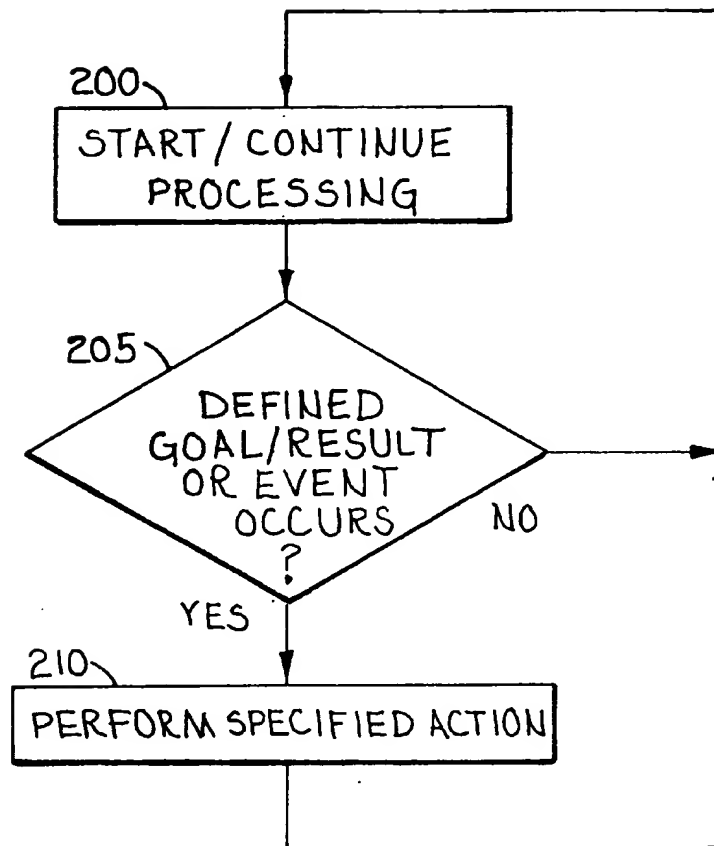 200
START/CONTINUE
PROCESSING
205
DEFINED
GOAL/RESULT
OR EVENT
OCCURS
?
NO
YES
210
PERFORM SPECIFIED ACTION